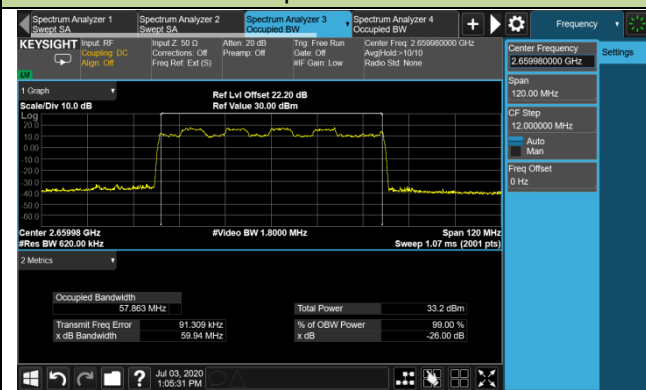 Spectrum Analyzer 1
Swept SA
Spectrum Analyzer 2
Swept SA
Spectrum Analyzer 3
Occupied BW
Spectrum Analyzer 4
Occupied BW
Frequency
KEYSIGHT
Input: RF
Coupling: DC
Align: Off
Input Z: 50 Ω
Corrections: Off
Freq Ref: Ext (S)
Atten: 20 dB
Preamp: Off
Trig: Free Run
Gate: Off
#IF Gain: Low
Center Freq: 2.659980000 GHz
Avg|Hold:>10/10
Radio Std: None
LXI
Center Frequency
2.659980000 GHz
Settings
Span
120.00 MHz
CF Step
12.000000 MHz
Auto
Man
Freq Offset
0 Hz
1 Graph
Scale/Div 10.0 dB
Ref Lvl Offset 22.20 dB
Ref Value 30.00 dBm
Log
20.0
10.0
0.00
-10.0
-20.0
-30.0
-40.0
-50.0
-60.0
Center 2.65998 GHz
#Res BW 620.00 kHz
#Video BW 1.8000 MHz
Span 120 MHz
Sweep 1.07 ms (2001 pts)
2 Metrics
Occupied Bandwidth
57.863 MHz
Total Power 33.2 dBm
Transmit Freq Error 91.309 kHz
% of OBW Power 99.00 %
x dB Bandwidth 59.94 MHz
x dB -26.00 dB
?
Jul 03, 2020
1:05:31 PM